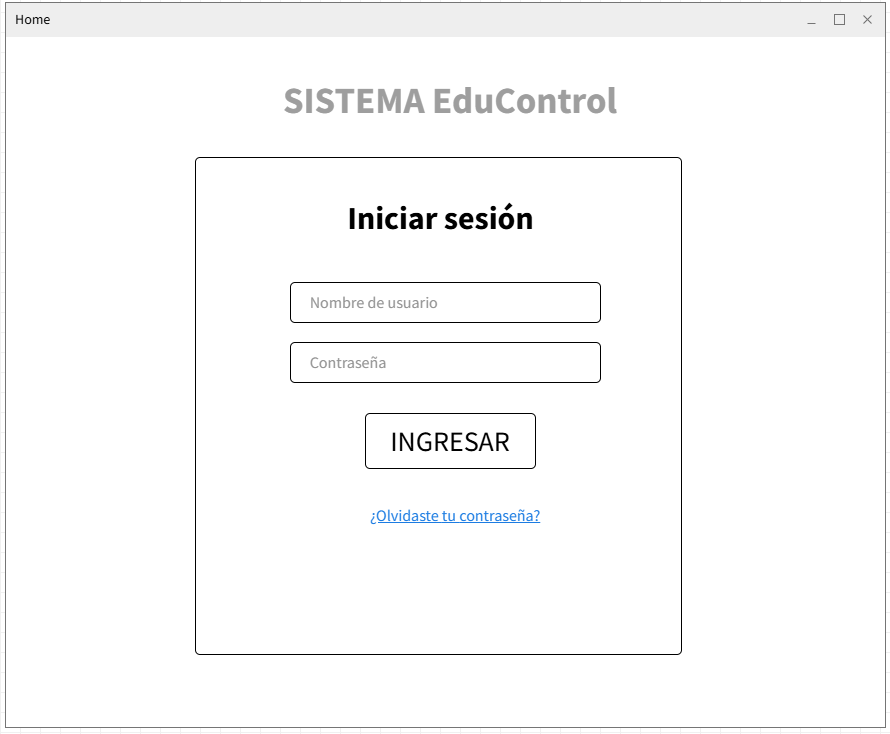 Home
SISTEMA EduControl
Iniciar sesión
Nombre de usuario
Contraseña
INGRESAR
¿Olvidaste tu contraseña?